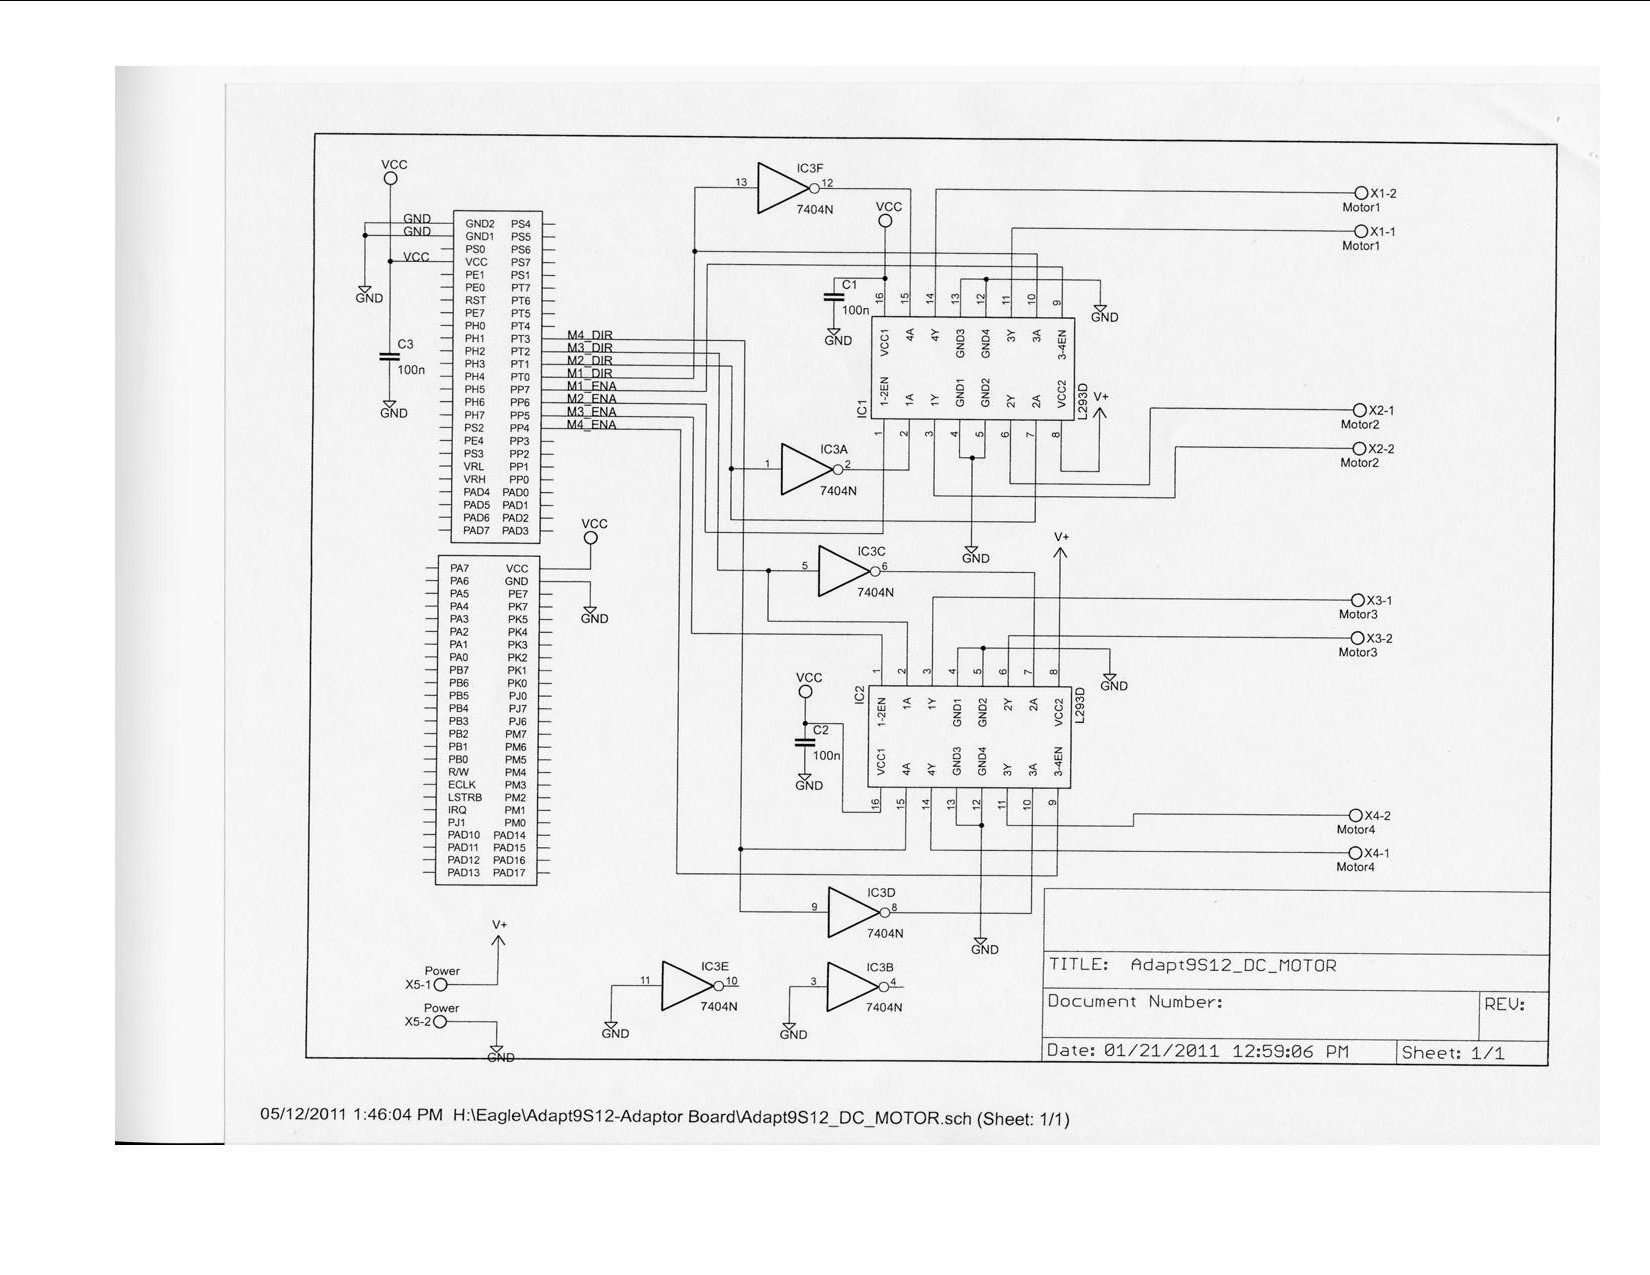 VCC
GND
GND
VCC
GND
C3
100n
GND
GND2 PS4
GND1 PS5
PS0 PS6
VCC PS7
PE1 PS1
PE0 PT7
RST PT6
PE7 PT5
PH0 PT4
PH1 PT3
PH2 PT2
PH3 PT1
PH4 PT0
PH5 PP7
PH6 PP6
PH7 PP5
PS2 PP4
PE4 PP3
PS3 PP2
VRL PP1
VRH PP0
PAD4 PAD0
PAD5 PAD1
PAD6 PAD2
PAD7 PAD3
M4_DIR
M3_DIR
M2_DIR
M1_DIR
M1_ENA
M2_ENA
M3_ENA
M4_ENA
IC3F
13 12
7404N
VCC
C1
100n
GND
16 15 14 13 12 11 10 9
VCC1 4A 4Y GND3 GND4 3Y 3A 3-4EN
1-2EN 1A 1Y GND1 GND2 2Y 2A VCC2
1 2 3 4 5 6 7 8
IC1
L293D
GND
V+
GND
X1-2
Motor1
X1-1
Motor1
X2-1
Motor2
X2-2
Motor2
IC3A
1 2
7404N
VCC
GND
PA7 VCC
PA6 GND
PA5 PE7
PA4 PK7
PA3 PK5
PA2 PK4
PA1 PK3
PA0 PK2
PB7 PK1
PB6 PK0
PB5 PJ0
PB4 PJ7
PB3 PJ6
PB2 PM7
PB1 PM6
PB0 PM5
R/W PM4
ECLK PM3
LSTRB PM2
IRQ PM1
PJ1 PM0
PAD10 PAD14
PAD11 PAD15
PAD12 PAD16
PAD13 PAD17
IC3C
5 6
7404N
V+
X3-1
Motor3
X3-2
Motor3
GND
1 2 3 4 5 6 7 8
1-2EN 1A 1Y GND1 GND2 2Y 2A VCC2
VCC1 4A 4Y GND3 GND4 3Y 3A 3-4EN
16 15 14 13 12 11 10 9
IC2
L293D
VCC
C2
100n
GND
X4-2
Motor4
X4-1
Motor4
IC3D
9 8
7404N
GND
V+
Power
X5-1
Power
X5-2
GND
IC3E
11 10
7404N
GND
IC3B
3 4
7404N
GND
TITLE: Adapt9S12_DC_MOTOR
Document Number:
REV:
Date: 01/21/2011 12:59:06 PM
Sheet: 1/1
05/12/2011 1:46:04 PM H:\Eagle\Adapt9S12-Adaptor Board\Adapt9S12_DC_MOTOR.sch (Sheet: 1/1)